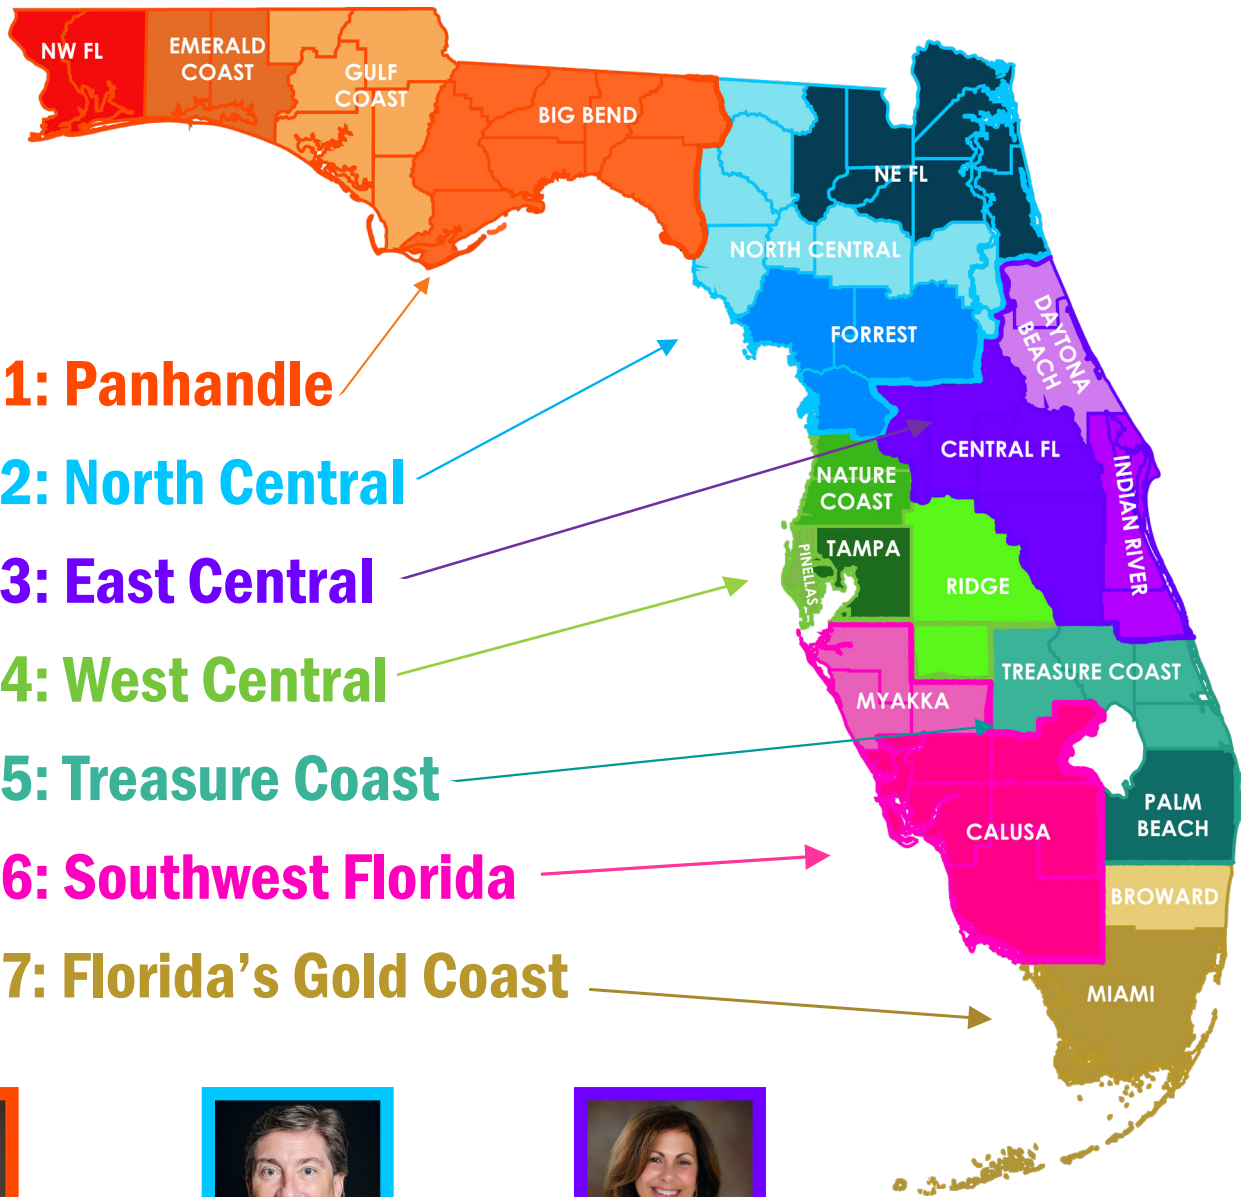 NW FL
EMERALD
COAST
GULF
COAST
BIG BEND
NE FL
NORTH CENTRAL
FORREST
DAYTONA
BEACH
1: Panhandle
2: North Central
3: East Central
4: West Central
5: Treasure Coast
6: Southwest Florida
7: Florida's Gold Coast
CENTRAL FL
INDIAN RIVER
NATURE
COAST
TAMPA
PINELLAS
RIDGE
TREASURE COAST
MYAKKA
PALM
BEACH
CALUSA
BROWARD
MIAMI